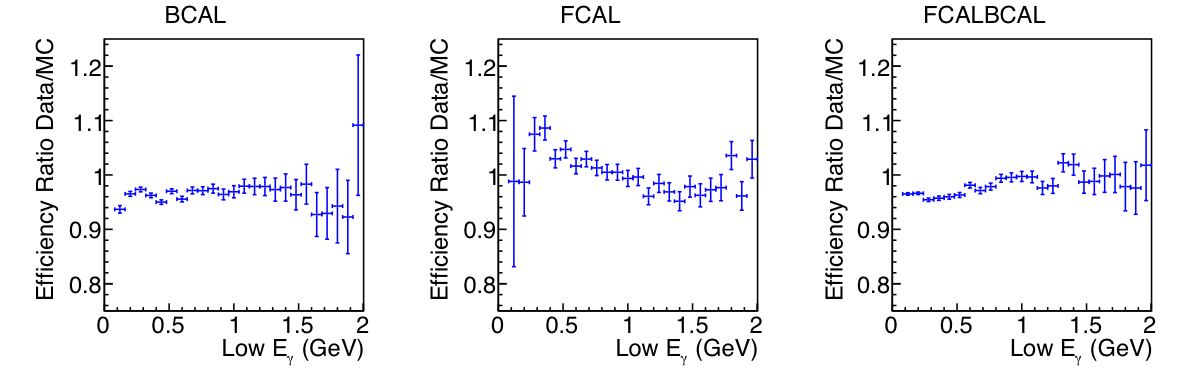 BCAL
Efficiency Ratio Data/MC
1.2
1.1
1
0.9
0.8
0 0.5 1 1.5 2
Low Eγ (GeV)
FCAL
Efficiency Ratio Data/MC
1.2
1.1
1
0.9
0.8
0 0.5 1 1.5 2
Low Eγ (GeV)
FCALBCAL
Efficiency Ratio Data/MC
1.2
1.1
1
0.9
0.8
0 0.5 1 1.5 2
Low Eγ (GeV)